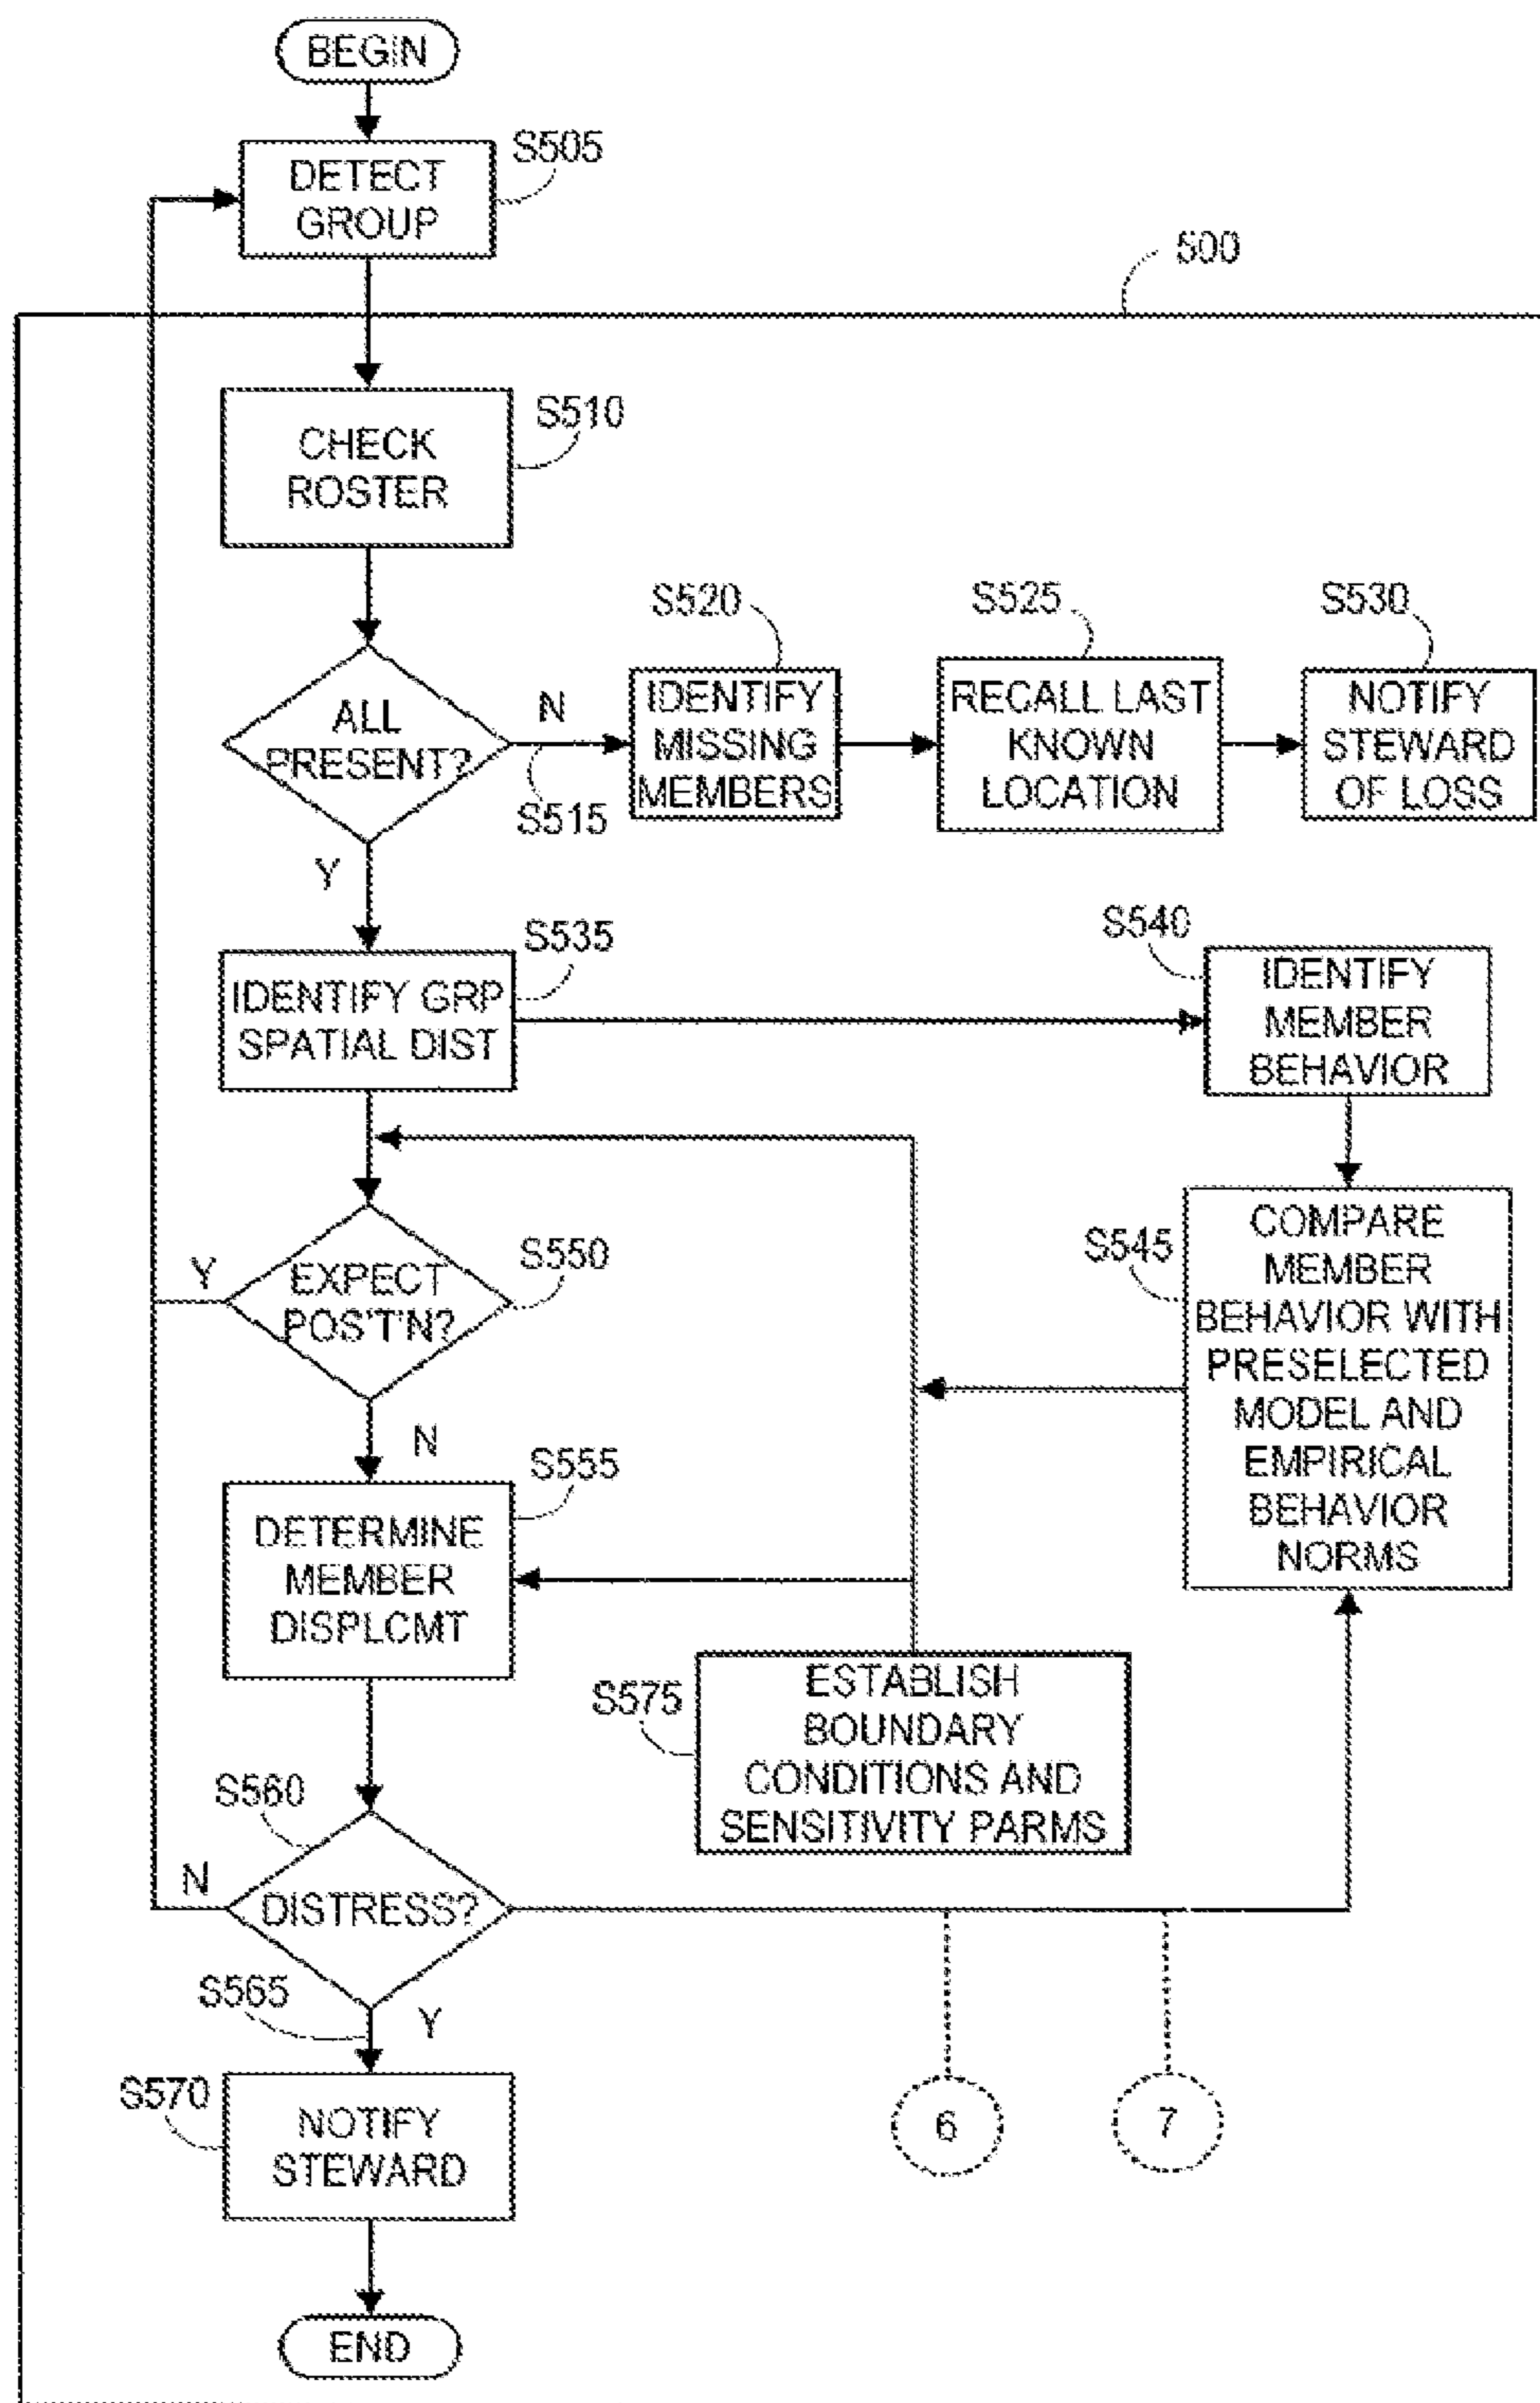 BEGIN
DETECT
GROUP
S505
500
CHECK
ROSTER
S510
ALL
PRESENT?
N
S515
Y
IDENTIFY
MISSING
MEMBERS
S520
RECALL LAST
KNOWN
LOCATION
S525
NOTIFY
STEWARD
OF LOSS
S530
IDENTIFY GRP
SPATIAL DIST
S535
IDENTIFY
MEMBER
BEHAVIOR
S540
COMPARE
MEMBER
BEHAVIOR WITH
PRESELECTED
MODEL AND
EMPIRICAL
BEHAVIOR
NORMS
S545
EXPECT
POS'T'N?
S550
Y
N
DETERMINE
MEMBER
DISPLCMT
S555
ESTABLISH
BOUNDARY
CONDITIONS AND
SENSITIVITY PARMS
S575
S560
DISTRESS?
N
S565
Y
NOTIFY
STEWARD
S570
6
7
END